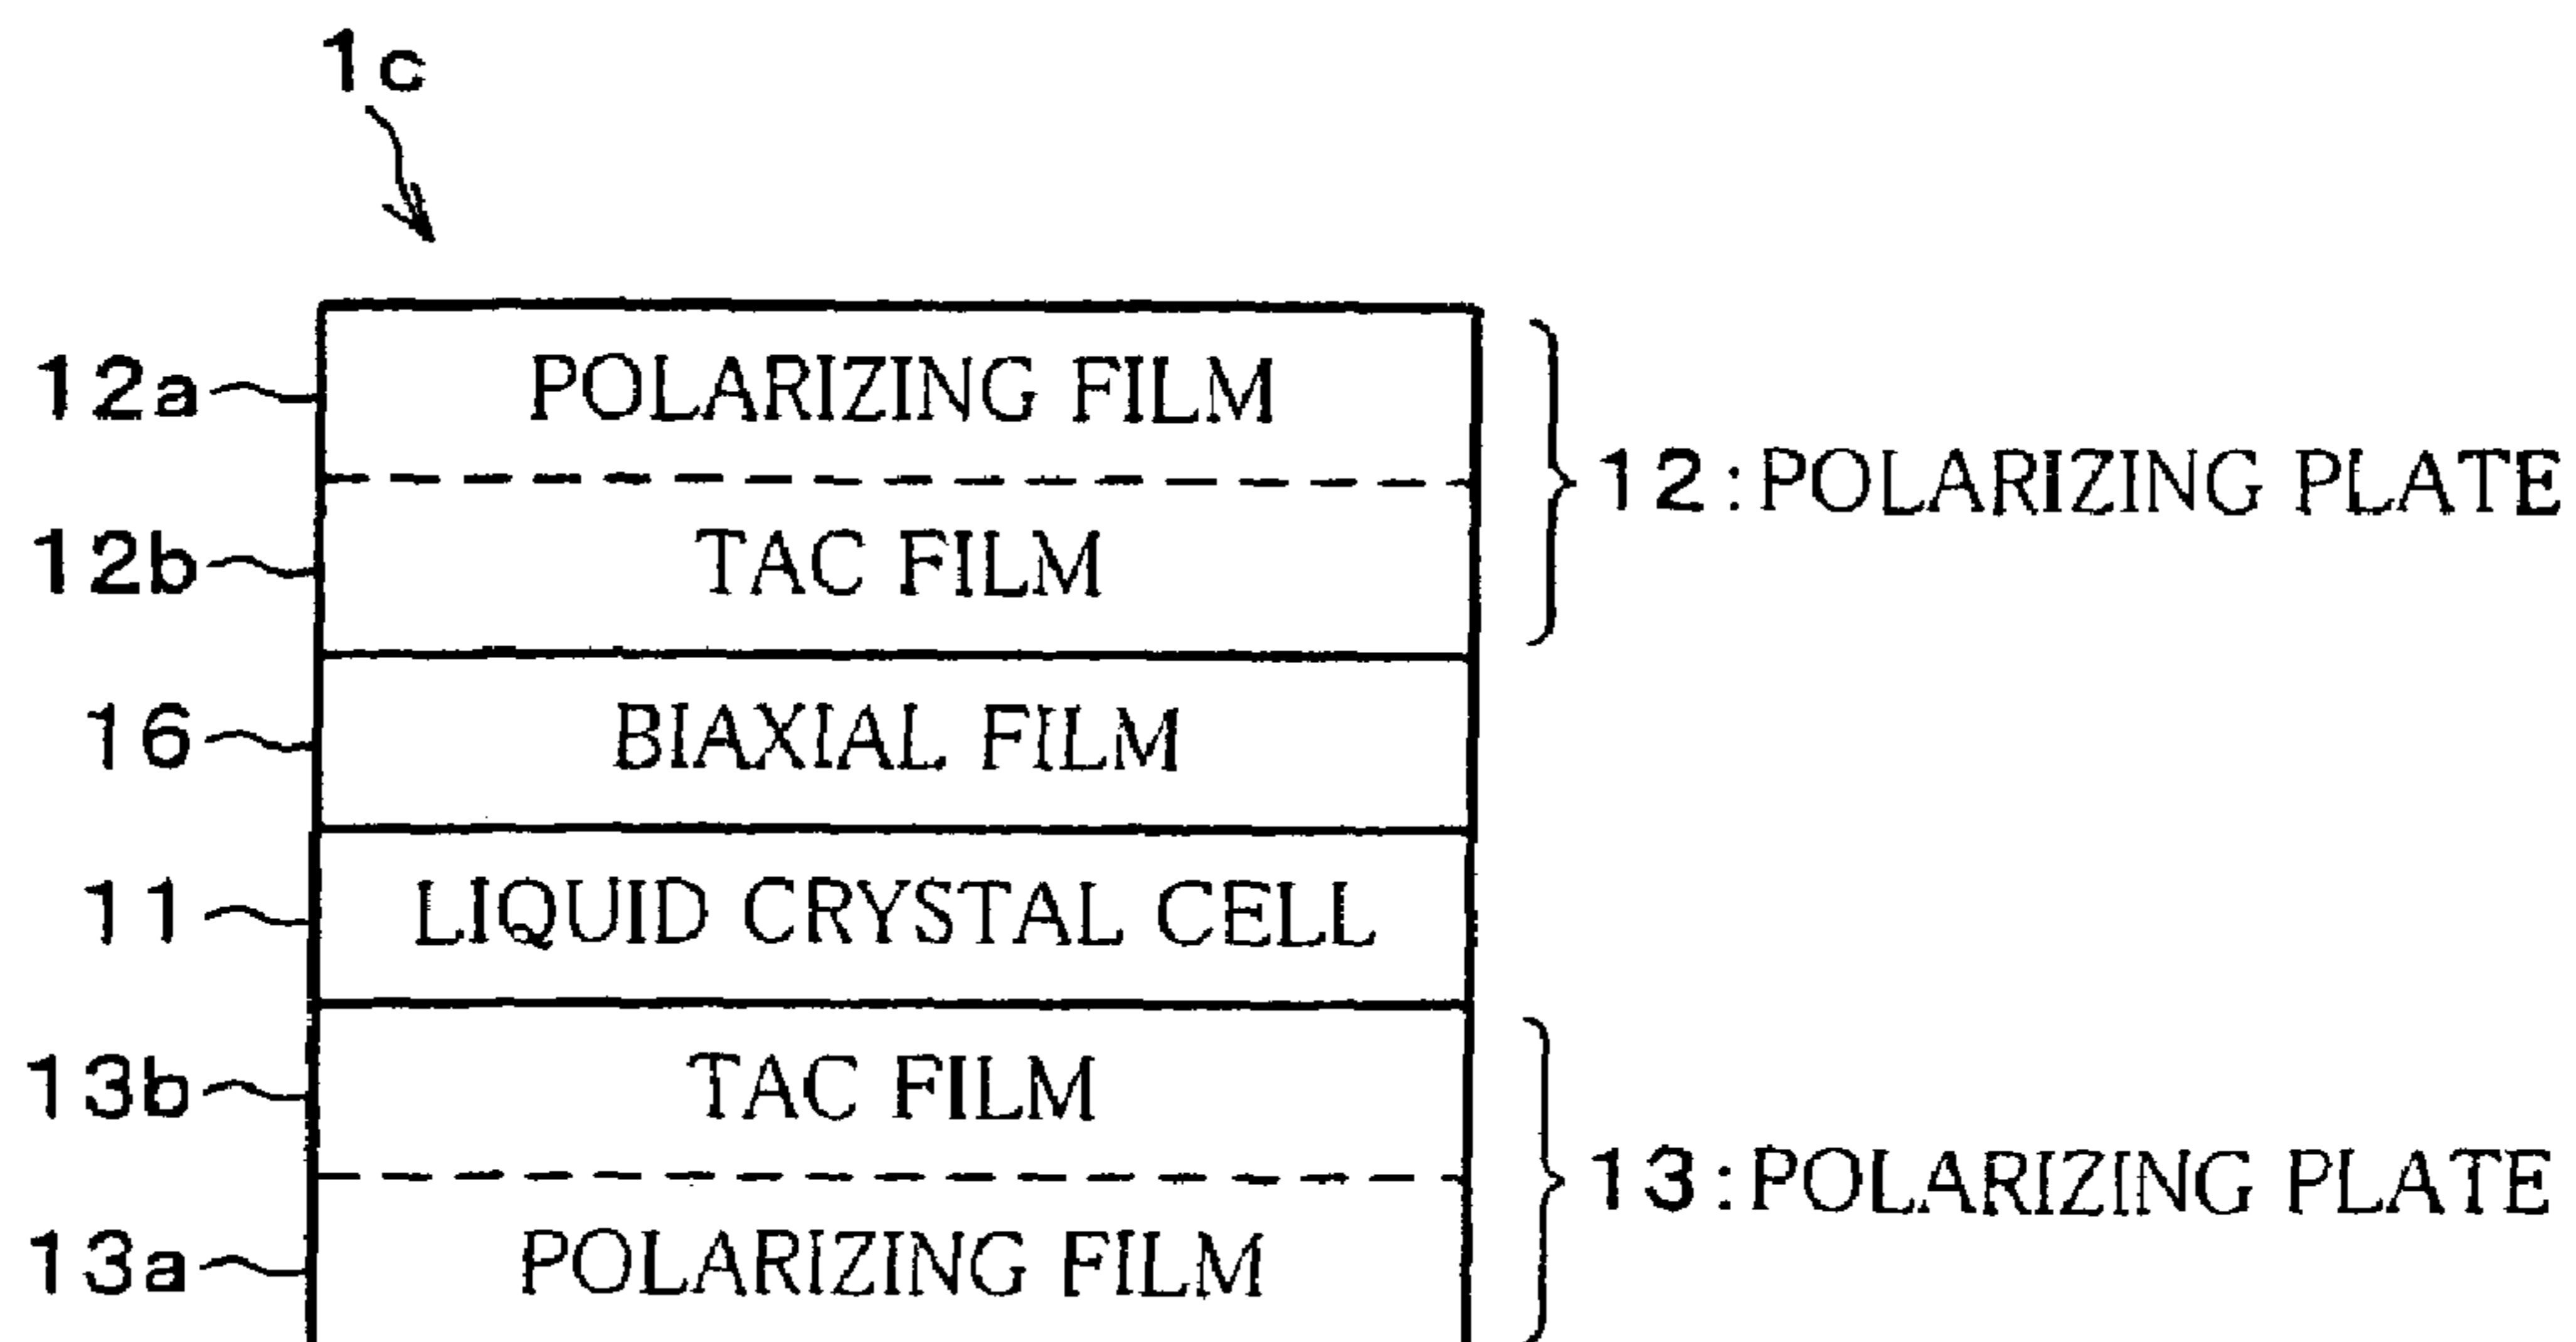 1c
12a POLARIZING FILM
12 : POLARIZING PLATE
12b TAC FILM
16 BIAXIAL FILM
11 LIQUID CRYSTAL CELL
13b TAC FILM
13 : POLARIZING PLATE
13a POLARIZING FILM